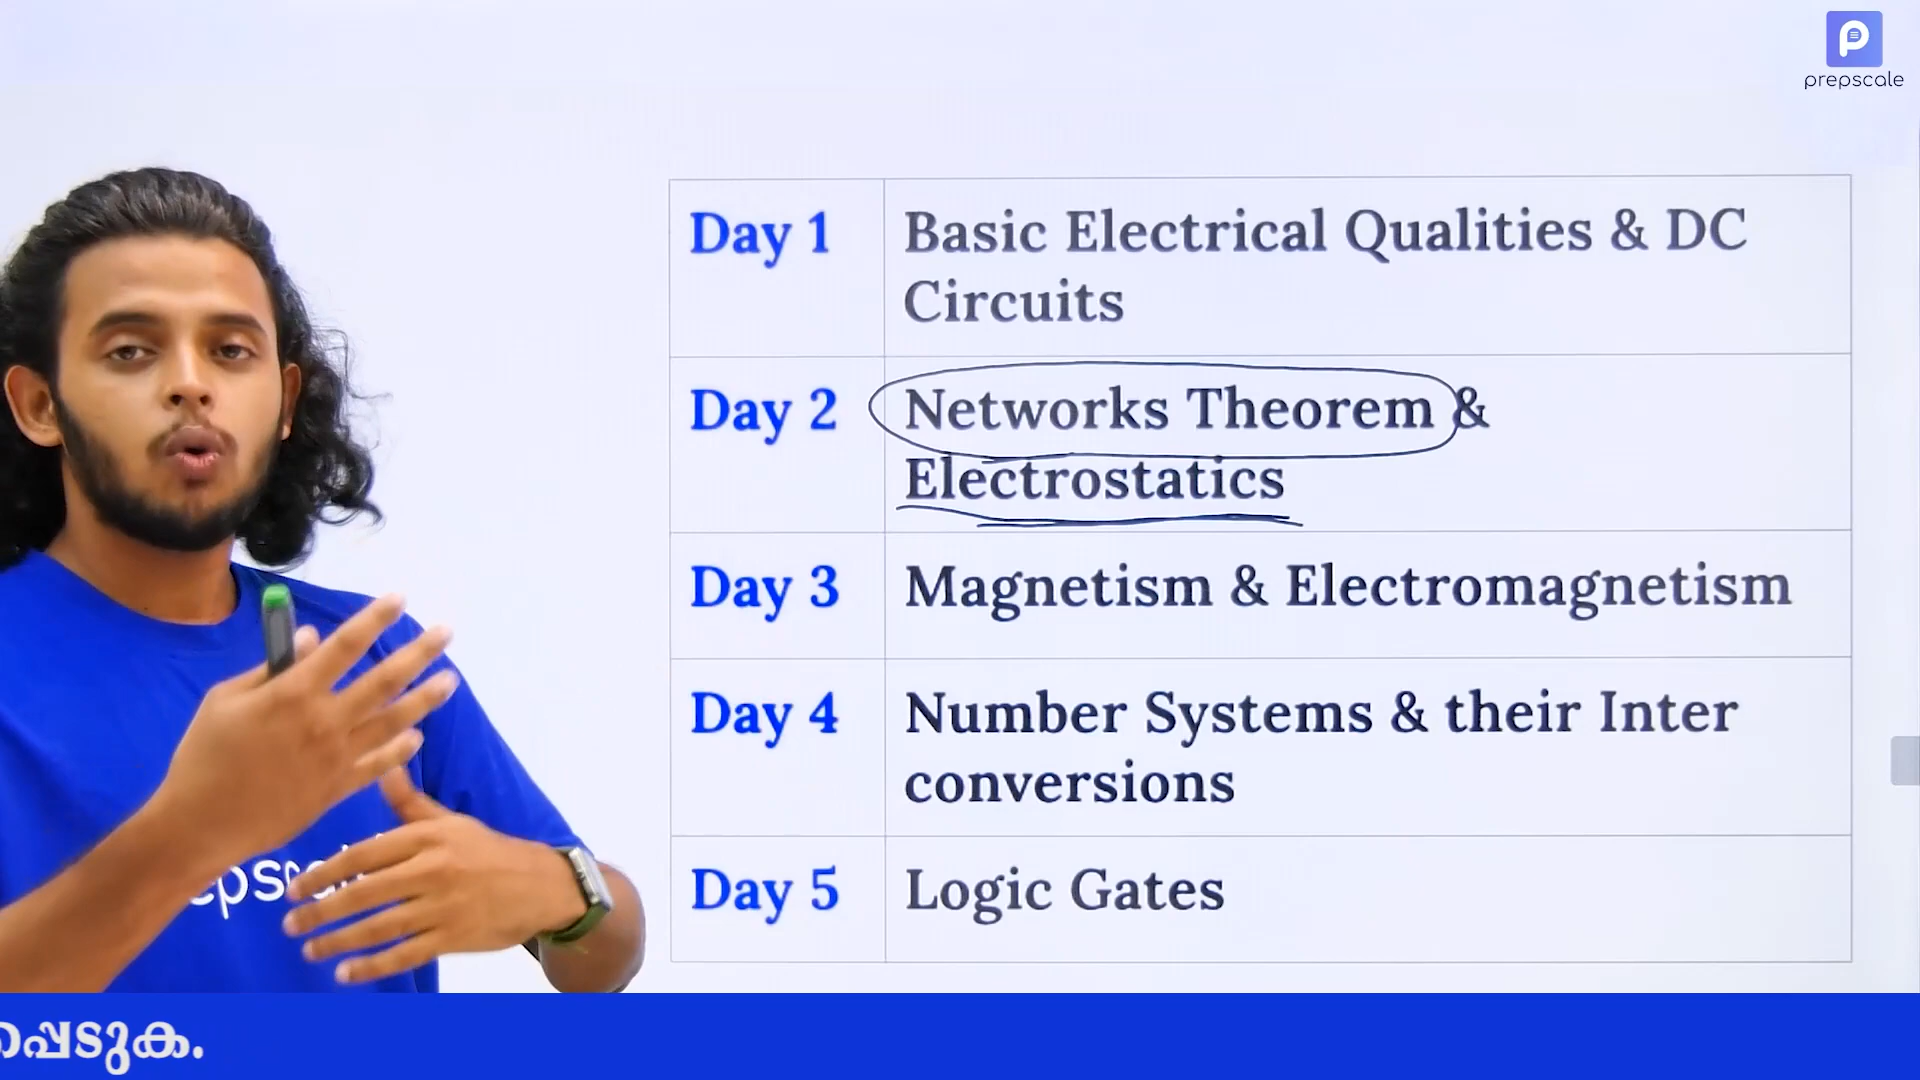 prepscale
Day 1
Basic Electrical Qualities & DC
Circuits
Day 2
Networks Theorem &
Electrostatics
Day 3
Magnetism & Electromagnetism
Day 4
Number Systems & their Inter
conversions
Day 5
Logic Gates